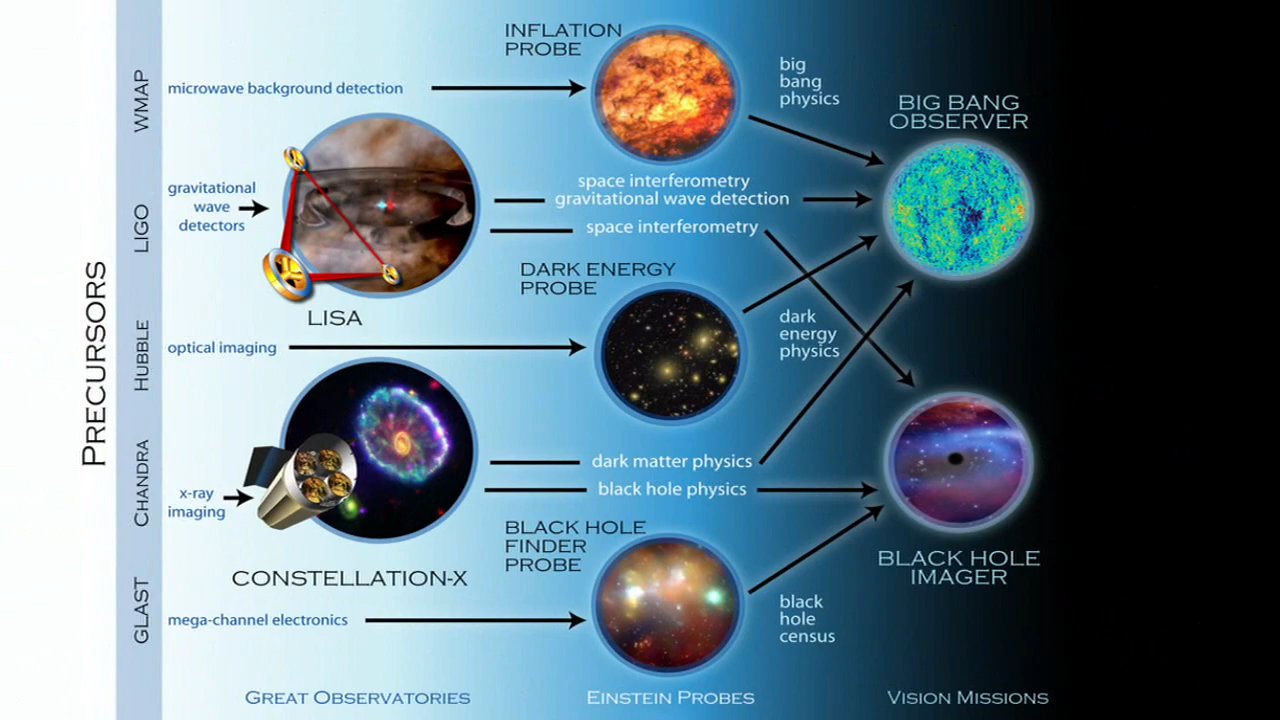 PRECURSORS
WMAP
LIGO
HUBBLE
CHANDRA
GLAST
microwave background detection
gravitational
wave
detectors
LISA
optical imaging
x-ray
imaging
CONSTELLATION-X
mega-channel electronics
GREAT OBSERVATORIES
INFLATION
PROBE
space interferometry
gravitational wave detection
space interferometry
DARK ENERGY
PROBE
dark matter physics
black hole physics
BLACK HOLE
FINDER
PROBE
EINSTEIN PROBES
big
bang
physics
dark
energy
physics
black
hole
census
BIG BANG
OBSERVER
BLACK HOLE
IMAGER
VISION MISSIONS